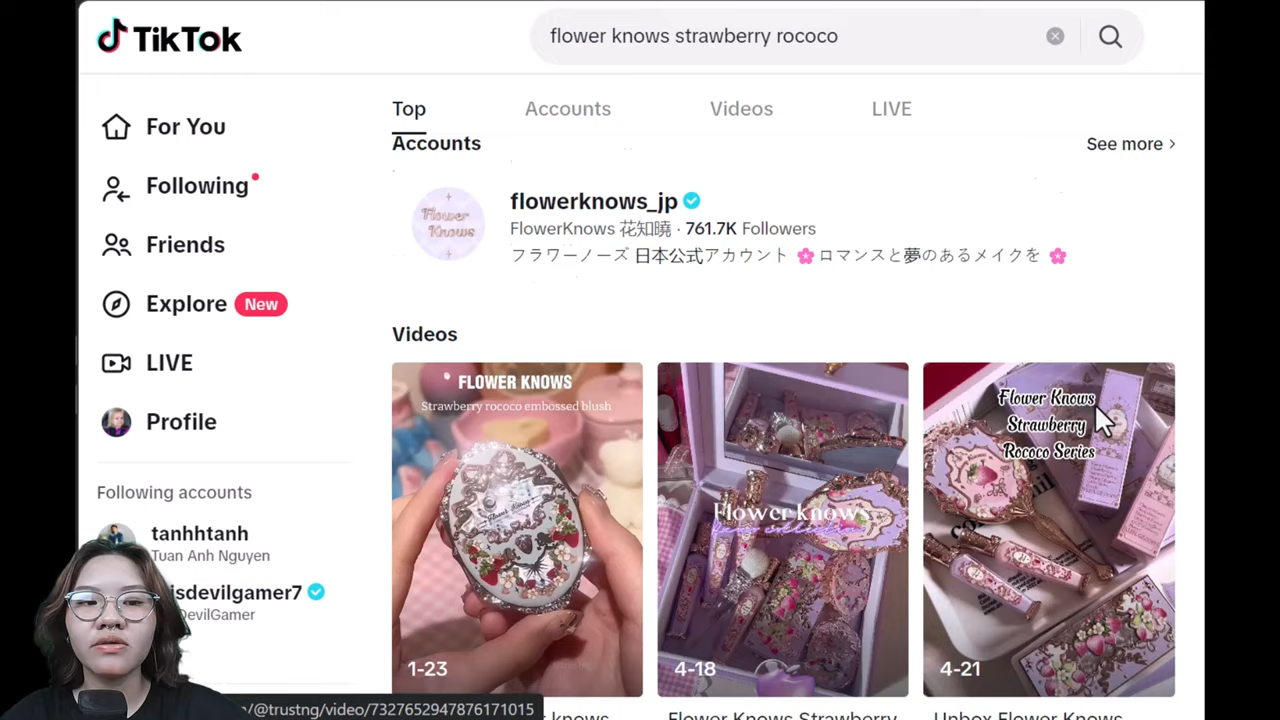 TikTok
flower knows strawberry rococo
For You
Following
Friends
Explore New
LIVE
Profile
Following accounts
tanhhtanh
Tuan Anh Nguyen
isdevilgamer7
DevilGamer
/@trustng/video/7327652947876171015
Top
Accounts
Videos
LIVE
Accounts
See more
flowerknows_jp
FlowerKnows 花知曉 · 761.7K Followers
フラワーノーズ 日本公式アカウント 🌸ロマンスと夢のあるメイクを 🌸
Flower
Knows
Videos
FLOWER KNOWS
Strawberry rococo embossed blush
1-23
Flower knows
4-18
Flower Knows
Strawberry
Rococo Series
4-21
knows
Flower Knows Strawberry
Unbox Flower Knows